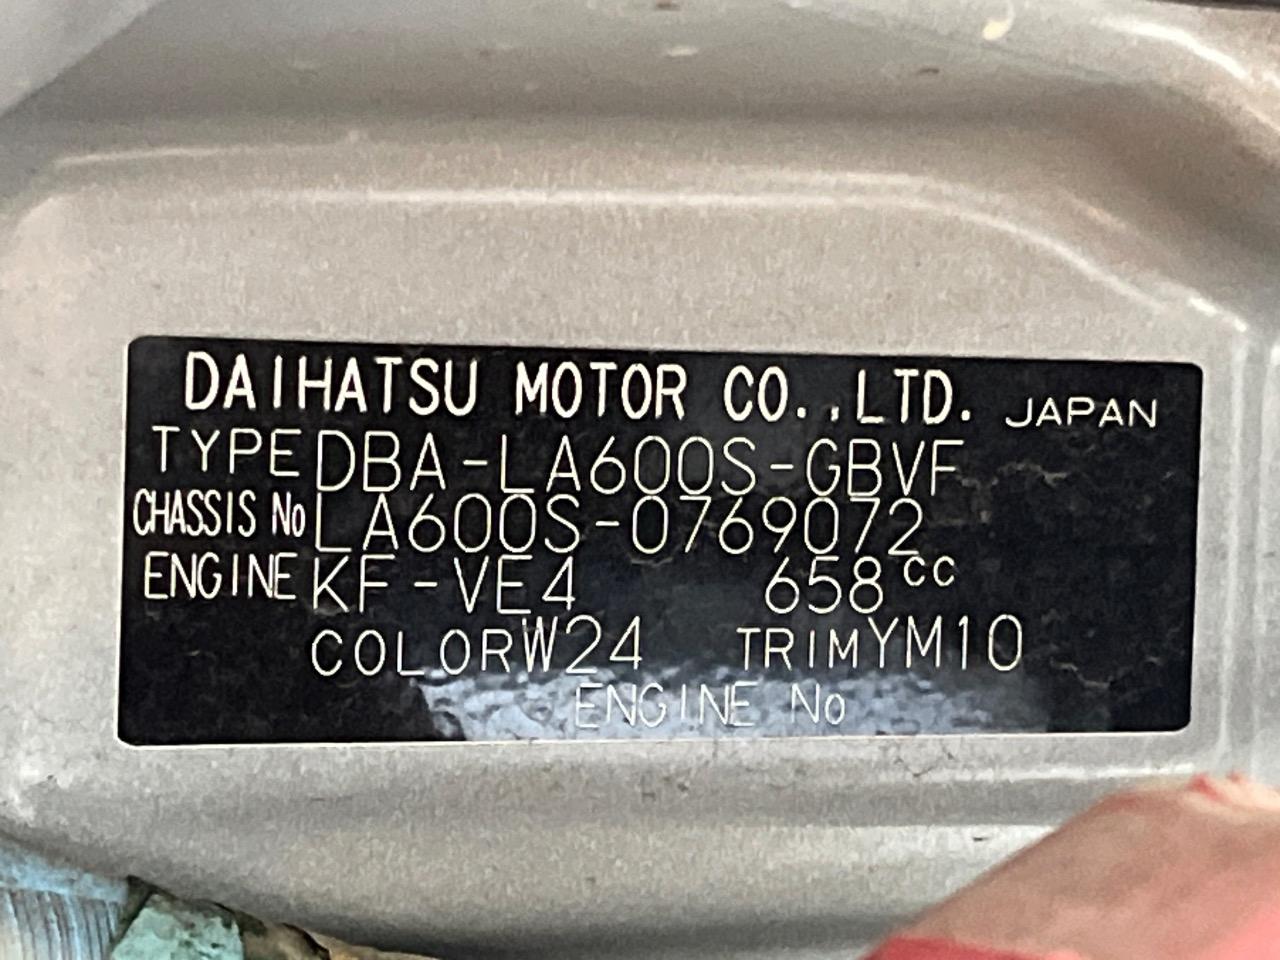 DAIHATSU MOTOR CO.,LTD. JAPAN
TYPE DBA-LA600S-GBVF
CHASSIS No LA600S-0769072
ENGINE KF-VE4 658cc
COLOR W24 TRIM YM10
ENGINE No